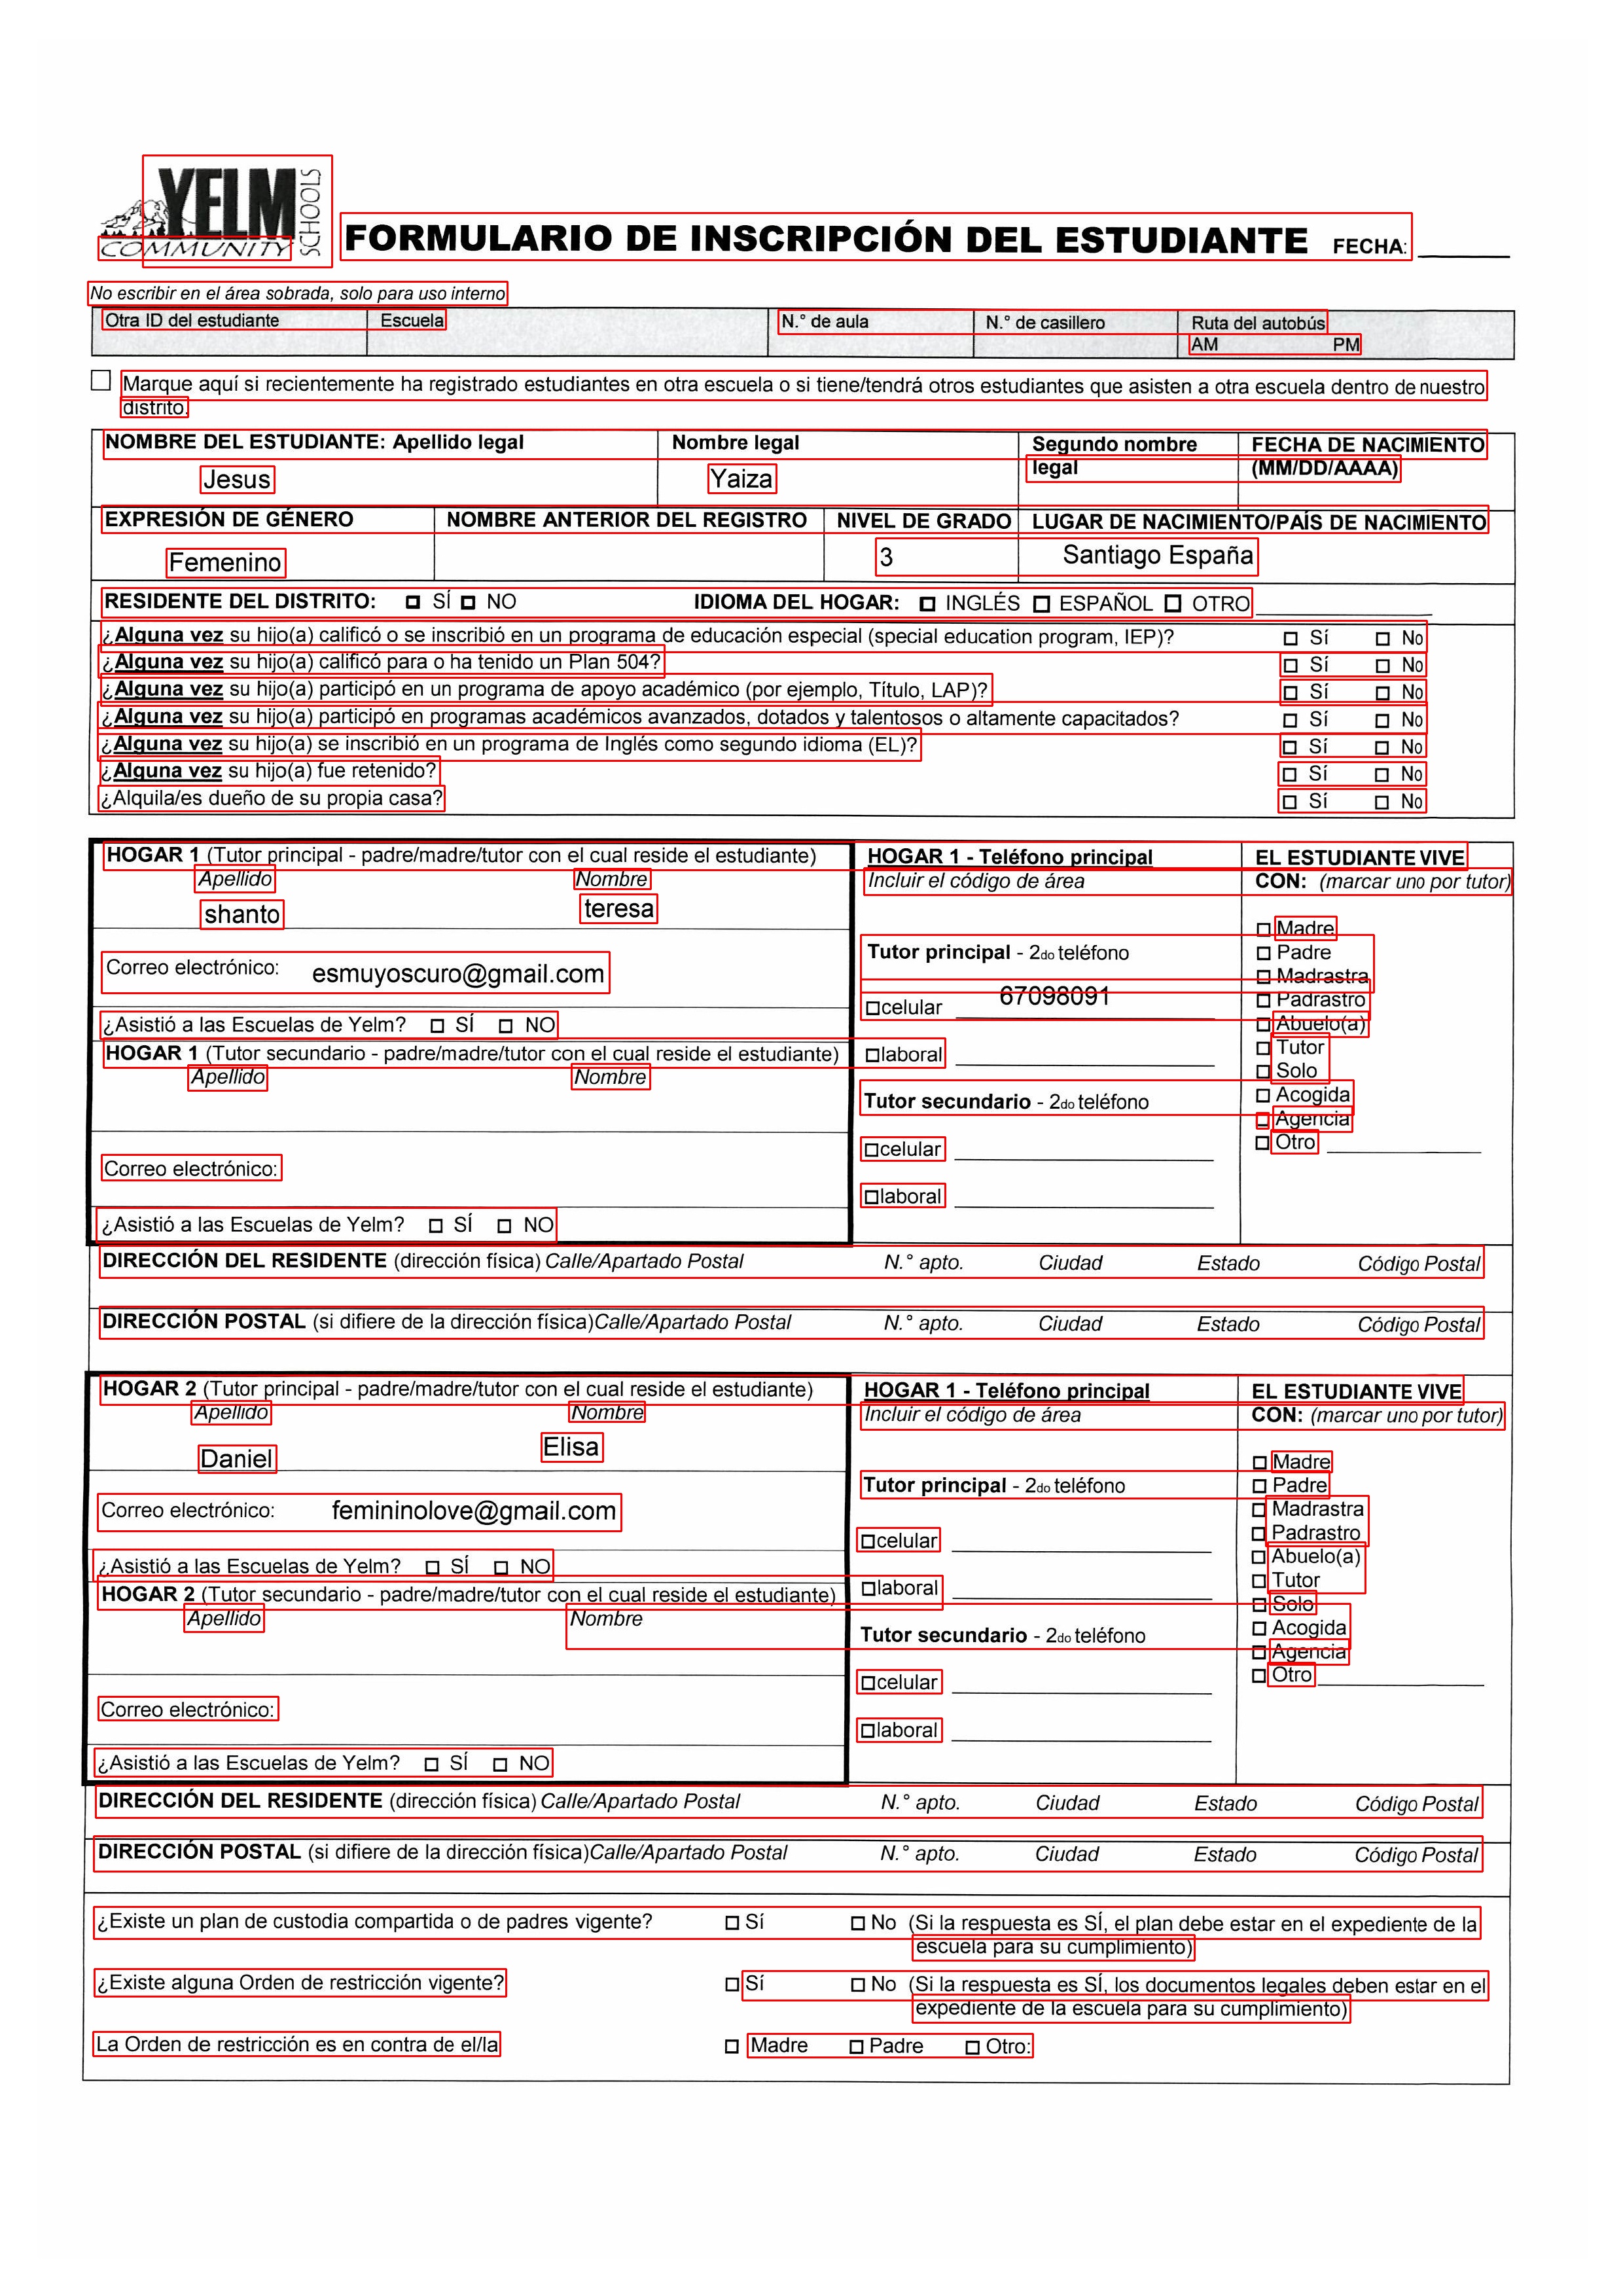 YELM
COMMUNITY
SCHOOLS
FORMULARIO DE INSCRIPCIÓN DEL ESTUDIANTE FECHA:
No escribir en el área sobrada, solo para uso interno
Otra ID del estudiante Escuela N.° de aula N.° de casillero Ruta del autobús
AM PM
Marque aquí si recientemente ha registrado estudiantes en otra escuela o si tiene/tendrá otros estudiantes que asisten a otra escuela dentro de nuestro
distrito.
NOMBRE DEL ESTUDIANTE: Apellido legal Nombre legal Segundo nombre FECHA DE NACIMIENTO
legal (MM/DD/AAAA)
Jesus Yaiza
EXPRESIÓN DE GÉNERO NOMBRE ANTERIOR DEL REGISTRO NIVEL DE GRADO LUGAR DE NACIMIENTO/PAÍS DE NACIMIENTO
Femenino 3 Santiago España
RESIDENTE DEL DISTRITO: SÍ NO IDIOMA DEL HOGAR: INGLÉS ESPAÑOL OTRO
¿Alguna vez su hijo(a) calificó o se inscribió en un programa de educación especial (special education program, IEP)? Sí No
¿Alguna vez su hijo(a) calificó para o ha tenido un Plan 504? Sí No
¿Alguna vez su hijo(a) participó en un programa de apoyo académico (por ejemplo, Título, LAP)? Sí No
¿Alguna vez su hijo(a) participó en programas académicos avanzados, dotados y talentosos o altamente capacitados? Sí No
¿Alguna vez su hijo(a) se inscribió en un programa de Inglés como segundo idioma (EL)? Sí No
¿Alguna vez su hijo(a) fue retenido? Sí No
¿Alquila/es dueño de su propia casa? Sí No
HOGAR 1 (Tutor principal - padre/madre/tutor con el cual reside el estudiante) HOGAR 1 - Teléfono principal EL ESTUDIANTE VIVE
Apellido Nombre Incluir el código de área CON: (marcar uno por tutor)
shanto teresa
Madre
Tutor principal - 2do teléfono Padre
Correo electrónico: esmuyoscuro@gmail.com Madrastra
celular 67098091 Padrastro
¿Asistió a las Escuelas de Yelm? SÍ NO Abuelo(a)
HOGAR 1 (Tutor secundario - padre/madre/tutor con el cual reside el estudiante) laboral Tutor
Apellido Nombre Solo
Tutor secundario - 2do teléfono Acogida
Agencia
celular Otro
Correo electrónico:
laboral
¿Asistió a las Escuelas de Yelm? SÍ NO
DIRECCIÓN DEL RESIDENTE (dirección física) Calle/Apartado Postal N.° apto. Ciudad Estado Código Postal
DIRECCIÓN POSTAL (si difiere de la dirección física)Calle/Apartado Postal N.° apto. Ciudad Estado Código Postal
HOGAR 2 (Tutor principal - padre/madre/tutor con el cual reside el estudiante) HOGAR 1 - Teléfono principal EL ESTUDIANTE VIVE
Apellido Nombre Incluir el código de área CON: (marcar uno por tutor)
Daniel Elisa
Madre
Tutor principal - 2do teléfono Padre
Correo electrónico: femininolove@gmail.com Madrastra
celular Padrastro
¿Asistió a las Escuelas de Yelm? SÍ NO Abuelo(a)
HOGAR 2 (Tutor secundario - padre/madre/tutor con el cual reside el estudiante) laboral Tutor
Solo
Apellido Nombre
Tutor secundario - 2do teléfono Acogida
Agencia
celular Otro
Correo electrónico:
laboral
¿Asistió a las Escuelas de Yelm? SÍ NO
DIRECCIÓN DEL RESIDENTE (dirección física) Calle/Apartado Postal N.° apto. Ciudad Estado Código Postal
DIRECCIÓN POSTAL (si difiere de la dirección física)Calle/Apartado Postal N.° apto. Ciudad Estado Código Postal
¿Existe un plan de custodia compartida o de padres vigente? Sí No (Si la respuesta es SÍ, el plan debe estar en el expediente de la
escuela para su cumplimiento)
¿Existe alguna Orden de restricción vigente? Sí No (Si la respuesta es SÍ, los documentos legales deben estar en el
expediente de la escuela para su cumplimiento)
La Orden de restricción es en contra de el/la Madre Padre Otro: